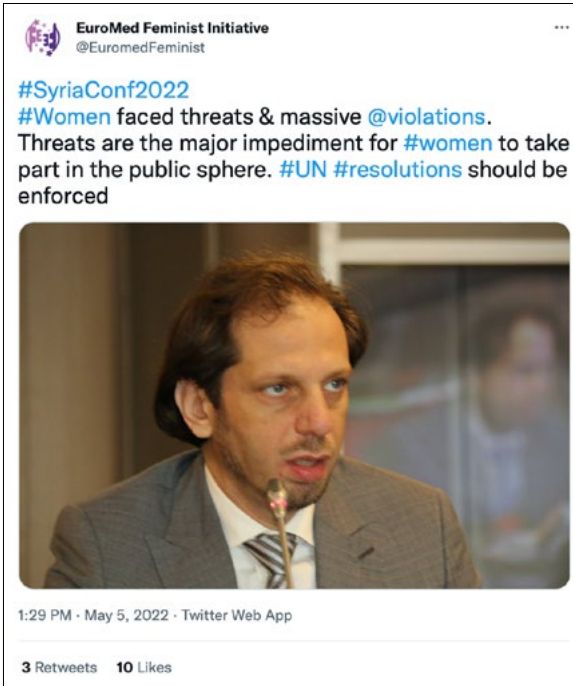 EuroMed Feminist Initiative
@EuromedFeminist
#SyriaConf2022
#Women faced threats & massive @violations.
Threats are the major impediment for #women to take
part in the public sphere. #UN #resolutions should be
enforced
1:29 PM · May 5, 2022 · Twitter Web App
3 Retweets 10 Likes